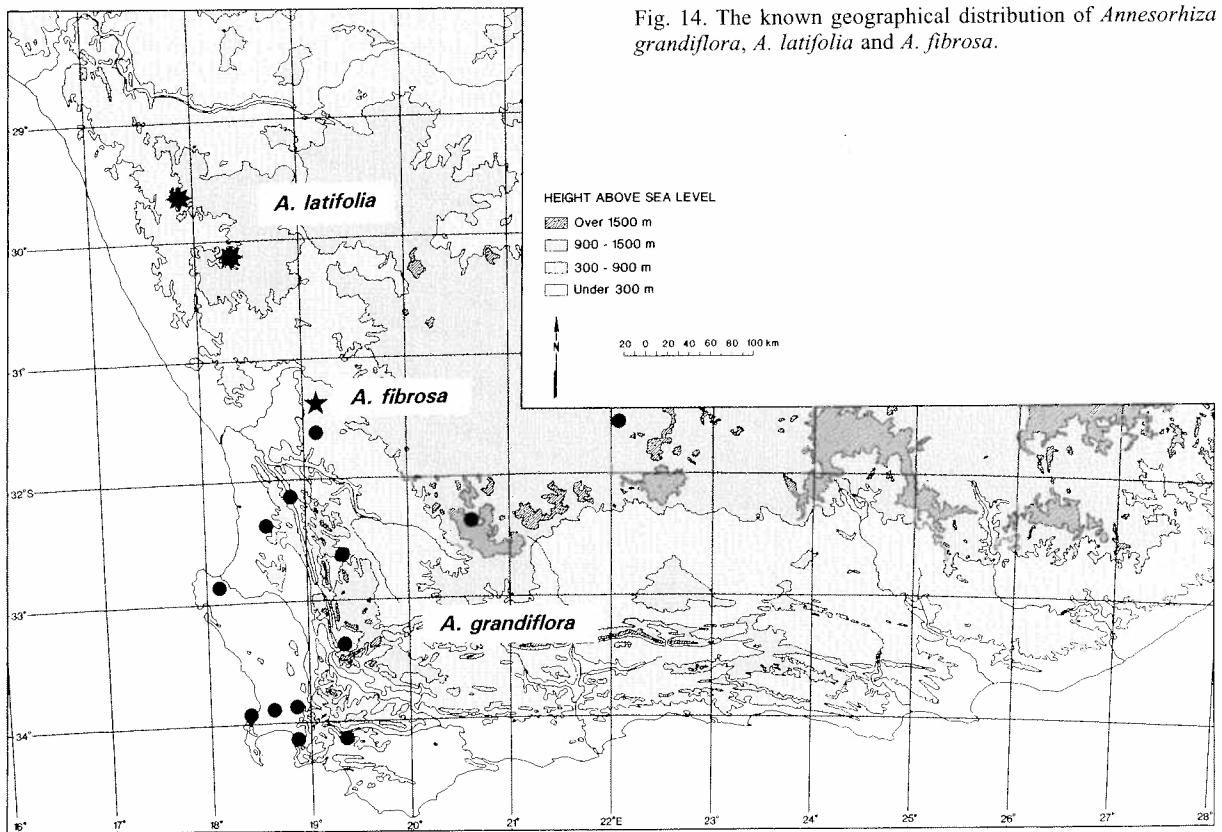 Fig. 14. The known geographical distribution of Annesorhiza
grandiflora, A. latifolia and A. fibrosa.
29°
A. latifolia
HEIGHT ABOVE SEA LEVEL
Over 1500 m
900 - 1500 m
300 - 900 m
Under 300 m
30°
N
20 0 20 40 60 80 100 km
31°
A. fibrosa
32°S
33°
A. grandiflora
34°
16° 17° 18° 19° 20° 21° 22°E 23° 24° 25° 26° 27° 28°